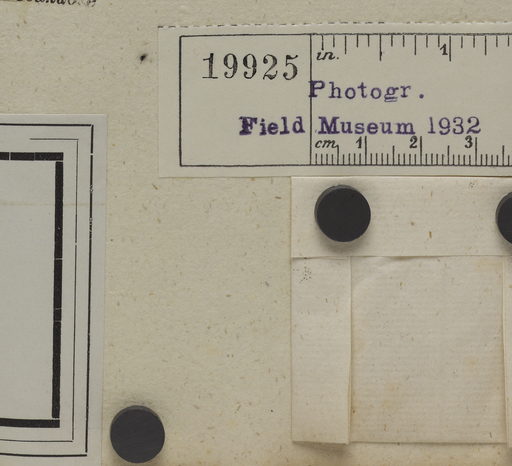 19925
in. 1
Photogr.
Field Museum 1932
cm 1 2 3